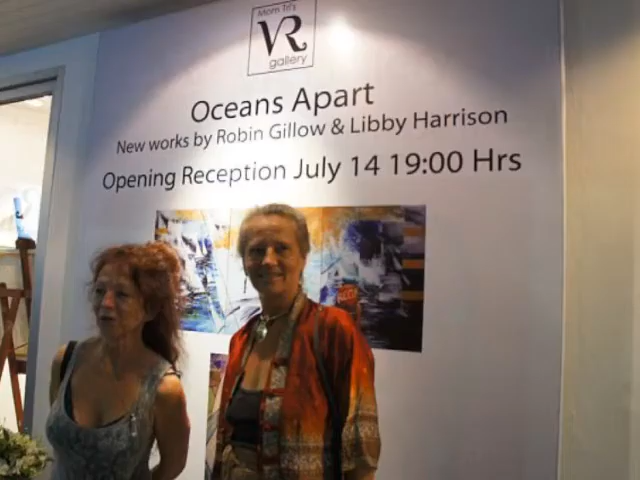 Mom Tri's
VR
gallery
Oceans Apart
New works by Robin Gillow & Libby Harrison
Opening Reception July 14 19:00 Hrs